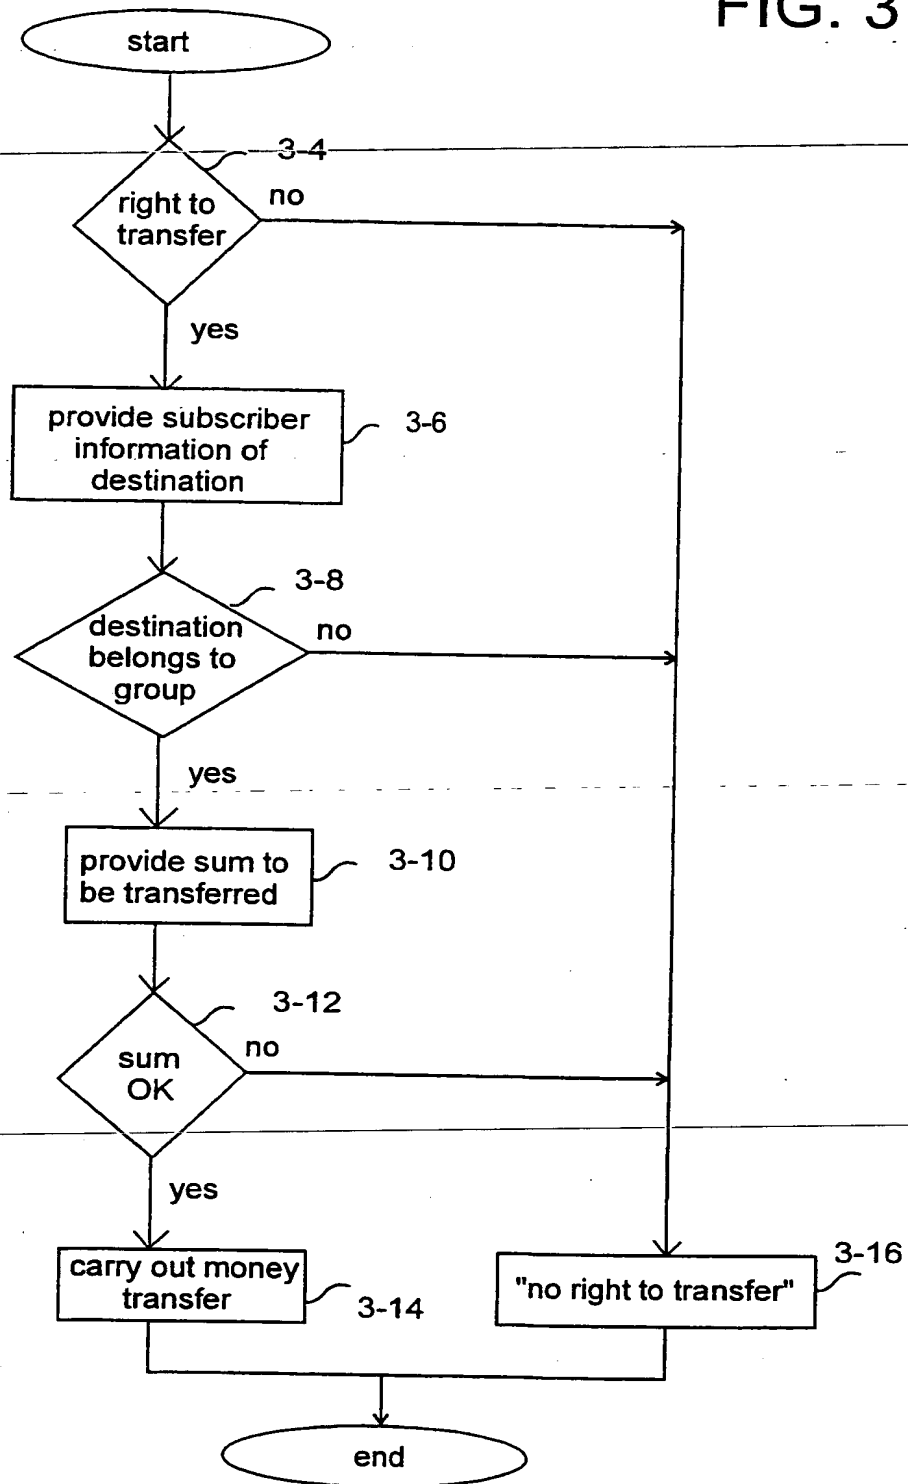 FIG. 3
start
3-4
right to
transfer
no
yes
provide subscriber
information of
destination
3-6
3-8
destination
belongs to
group
no
yes
provide sum to
be transferred
3-10
3-12
sum
OK
no
yes
carry out money
transfer
3-14
"no right to transfer"
3-16
end